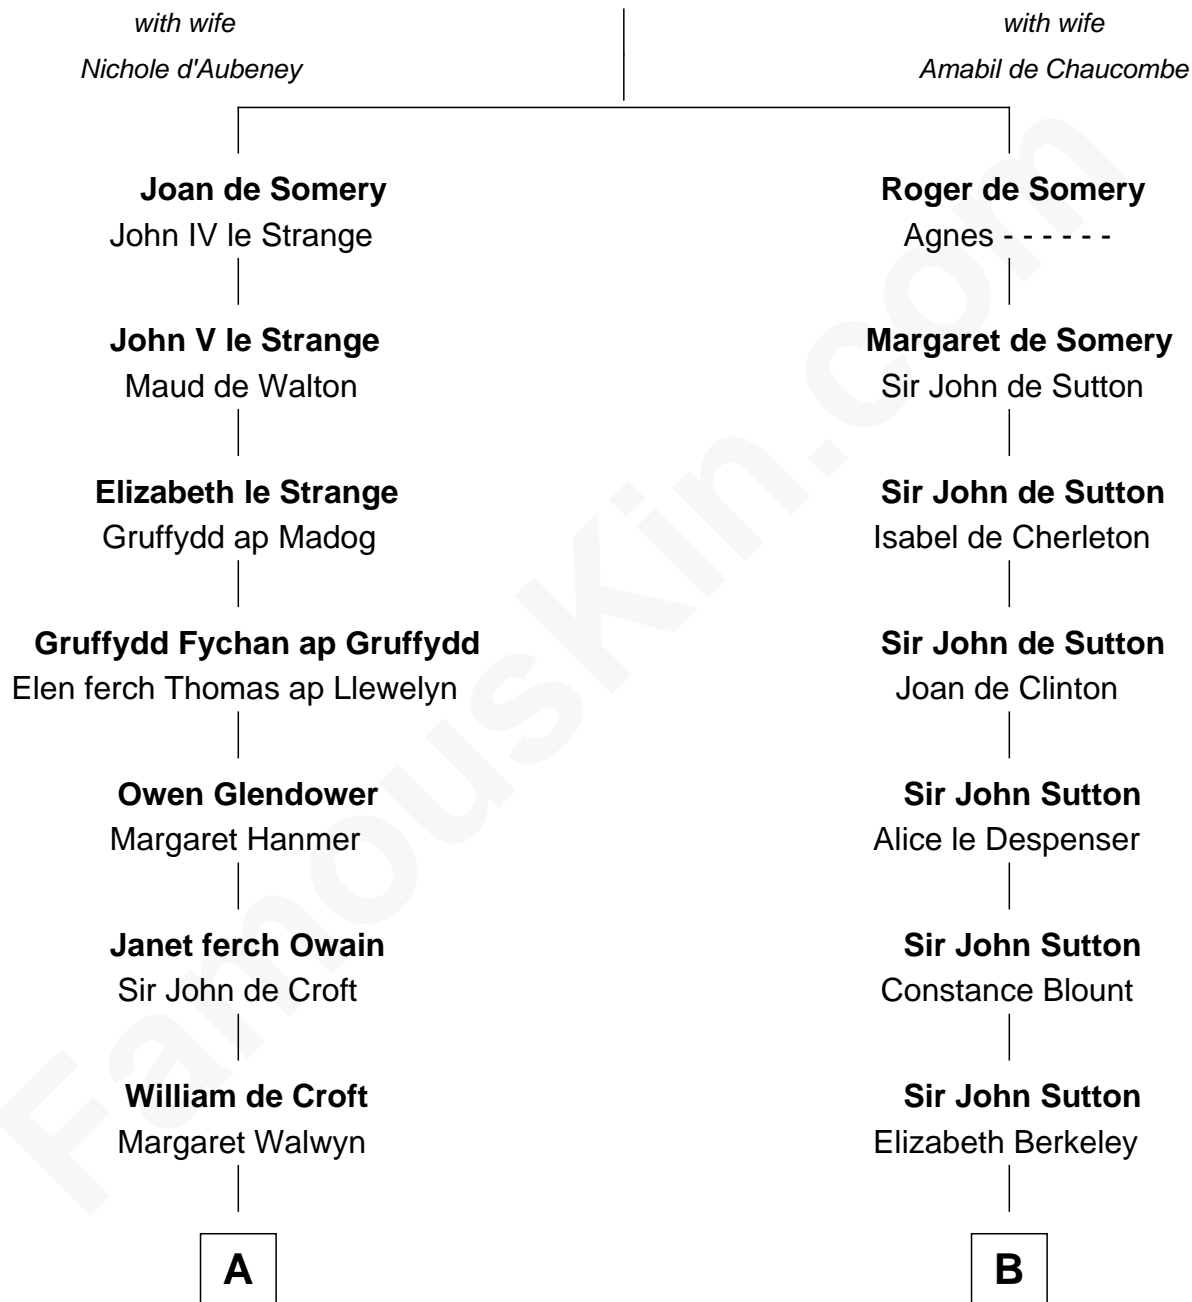 with wife
Nichole d'Aubeney
with wife
Amabil de Chaucombe
Joan de Somery
John IV le Strange
Roger de Somery
Agnes - - - - - -
John V le Strange
Maud de Walton
Margaret de Somery
Sir John de Sutton
Elizabeth le Strange
Gruffydd ap Madog
Sir John de Sutton
Isabel de Cherleton
Gruffydd Fychan ap Gruffydd
Elen ferch Thomas ap Llewelyn
Sir John de Sutton
Joan de Clinton
Owen Glendower
Margaret Hanmer
Sir John Sutton
Alice le Despenser
Janet ferch Owain
Sir John de Croft
Sir John Sutton
Constance Blount
William de Croft
Margaret Walwyn
Sir John Sutton
Elizabeth Berkeley
A
B
FamousKin.com